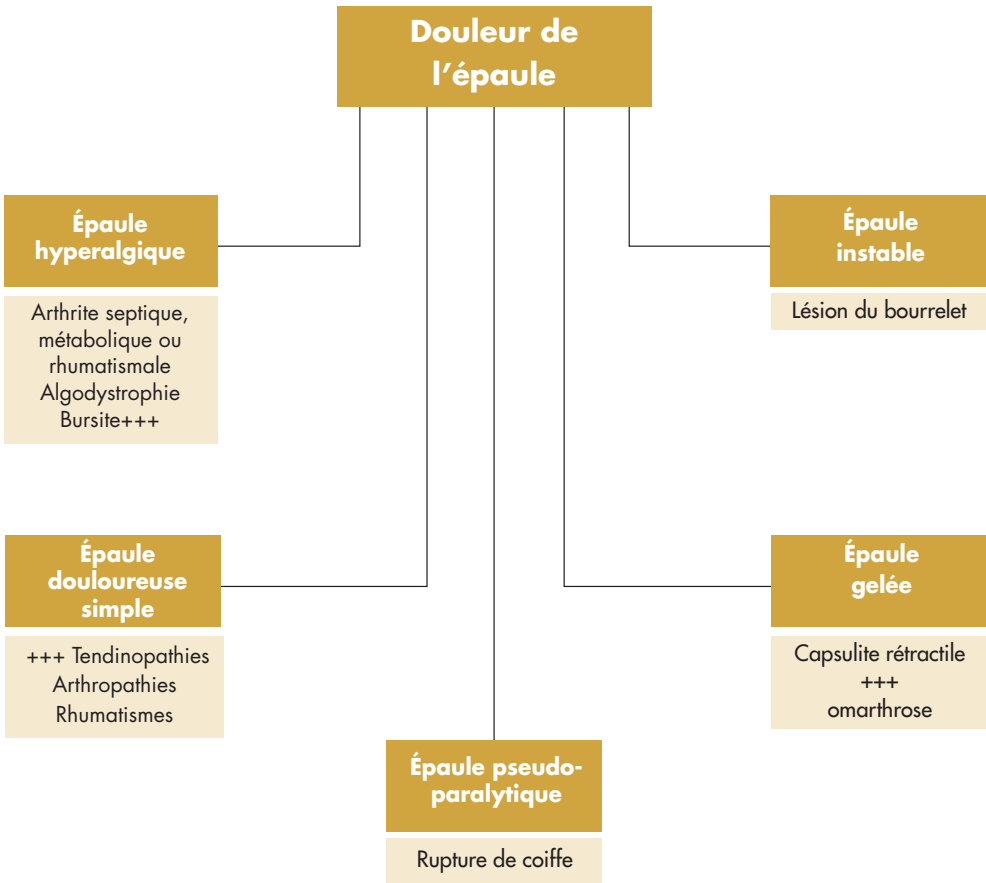 Douleur de
l'épaule
Épaule
hyperalgique
Arthrite septique,
métabolique ou
rhumatismale
Algodystrophie
Bursite+++
Épaule
instable
Lésion du bourrelet
Épaule
douloureuse
simple
+++ Tendinopathies
Arthropathies
Rhumatismes
Épaule
gelée
Capsulite rétractile
+++
omarthrose
Épaule pseudo-
paralytique
Rupture de coiffe